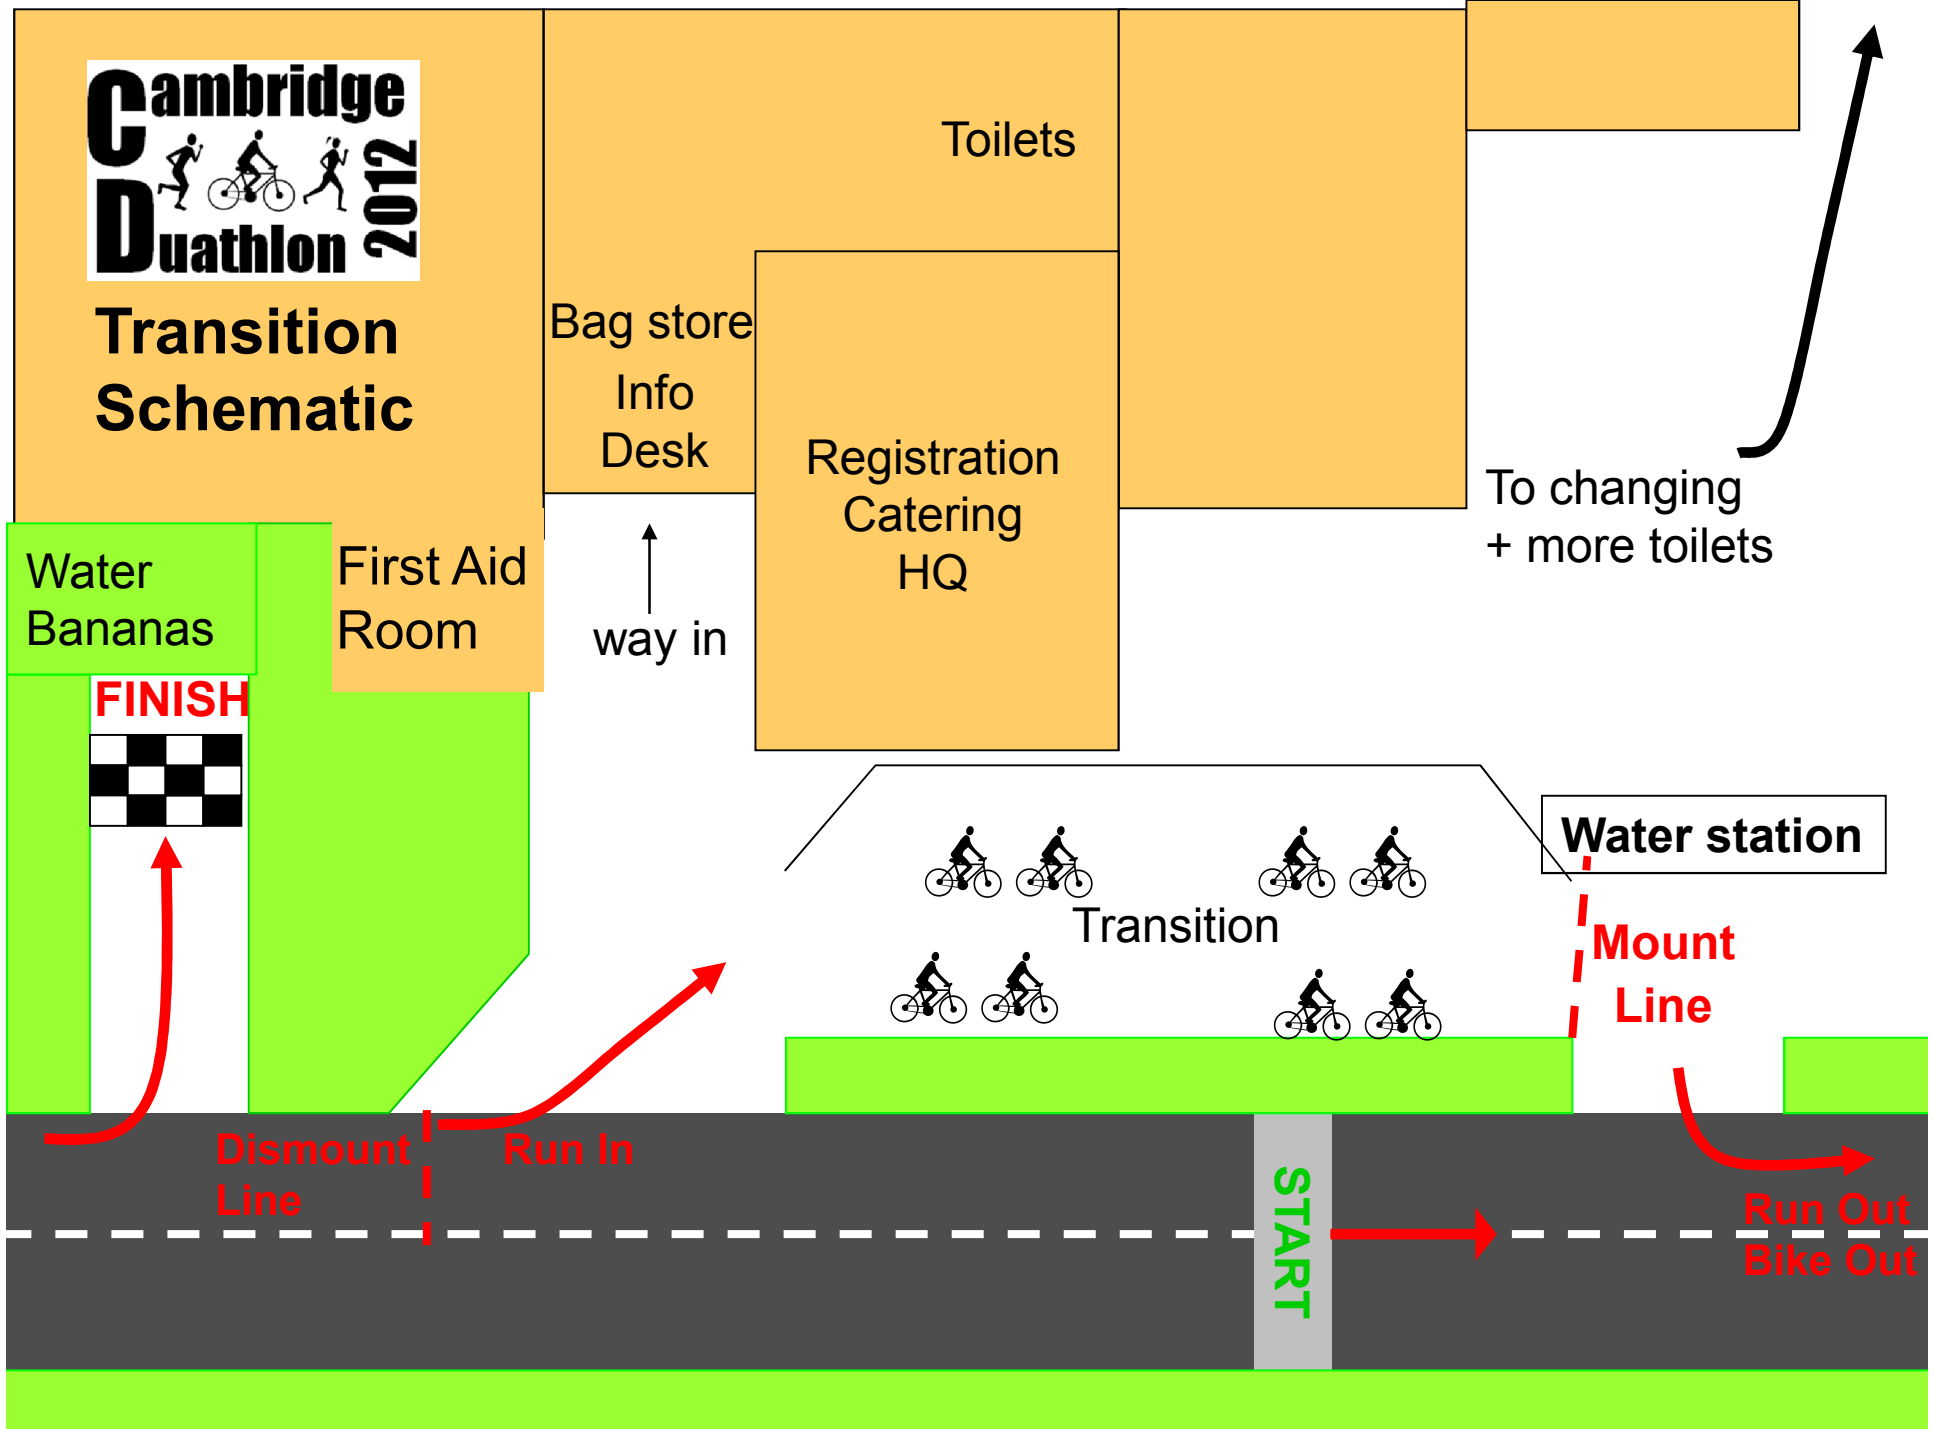 Cambridge
Duathlon
2012
Transition
Schematic
Toilets
Bag store
Info
Desk
Registration
Catering
HQ
To changing
+ more toilets
Water
Bananas
First Aid
Room
way in
FINISH
Water station
Transition
Mount
Line
Dismount
Line
Run In
START
Run Out
Bike Out